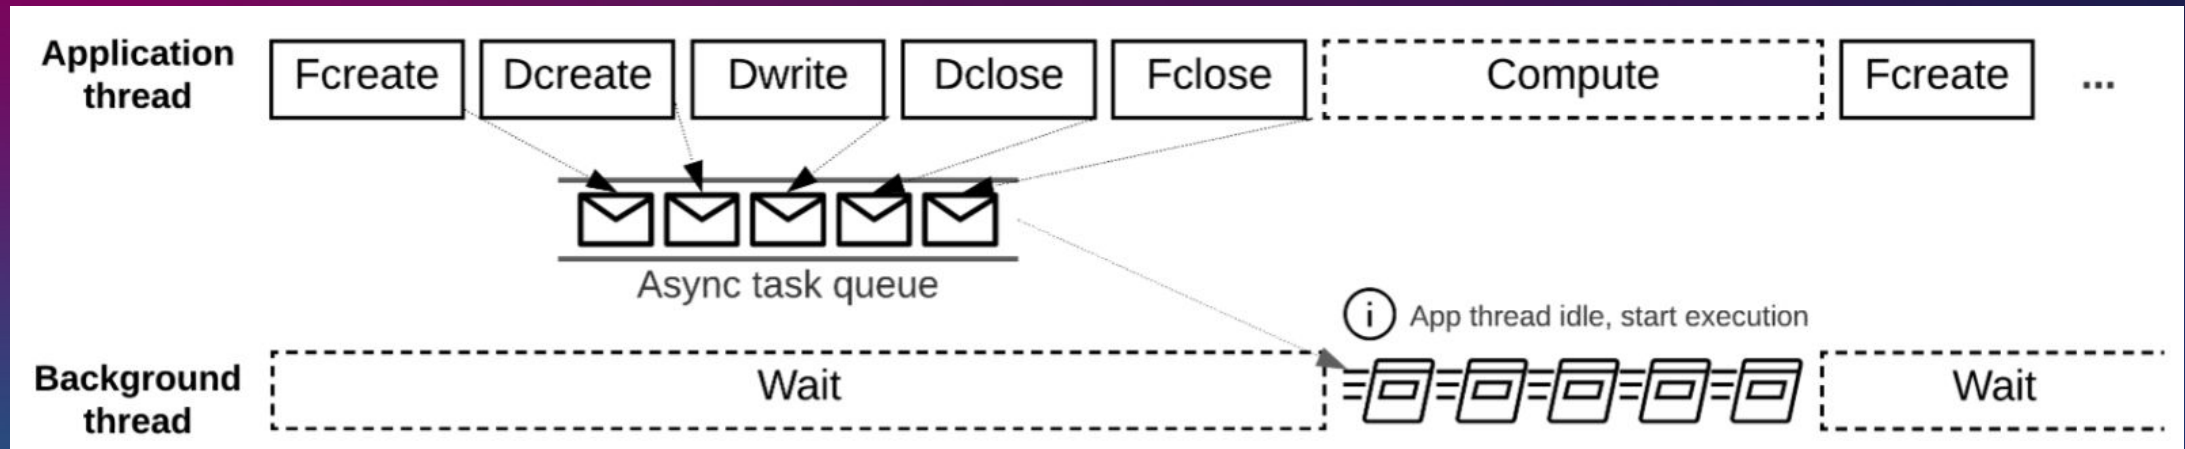 Application
thread
Fcreate
Dcreate
Dwrite
Dclose
Fclose
Compute
Fcreate
...
Async task queue
i
App thread idle, start execution
Background
thread
Wait
Wait